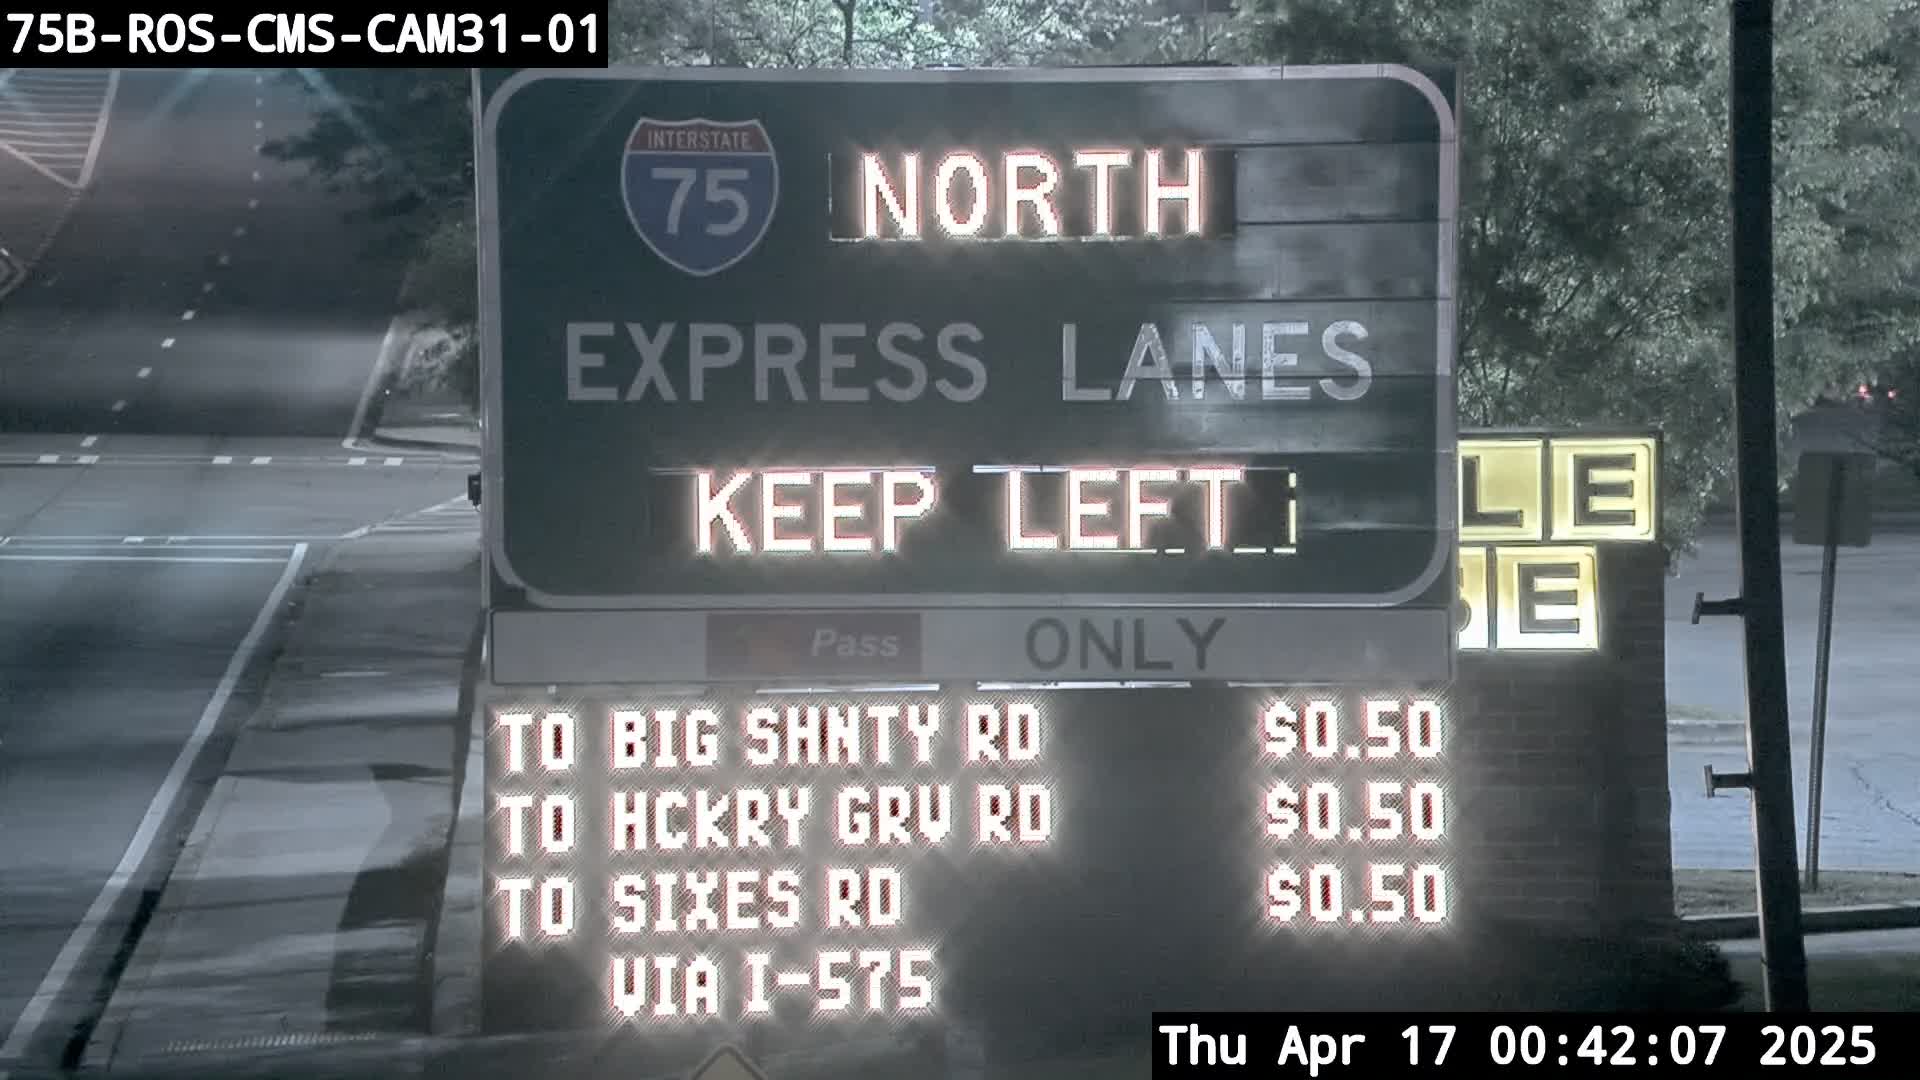 75B-ROS-CMS-CAM31-01
INTERSTATE
75
NORTH
EXPRESS LANES
KEEP LEFT
Pass ONLY
TO BIG SHNTY RD $0.50
TO HCKRY GRV RD $0.50
TO SIXES RD $0.50
VIA I-575
LE
E
Thu Apr 17 00:42:07 2025